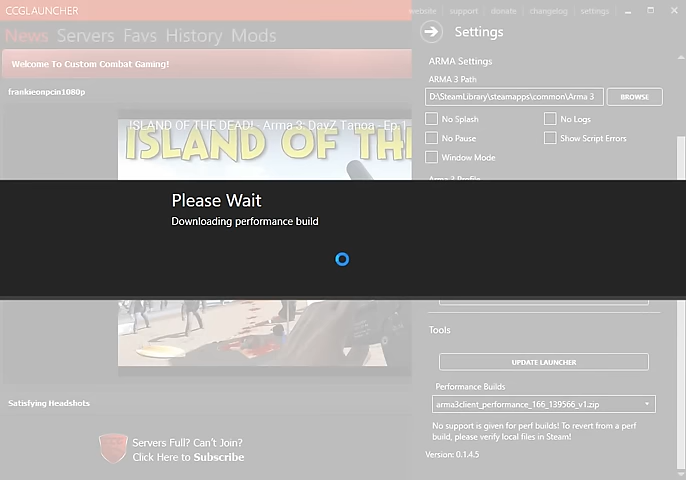 CCGLAUNCHER
website support donate changelog settings
News Servers Favs History Mods
Settings
Welcome To Custom Combat Gaming!
ARMA Settings
ARMA 3 Path
D:\SteamLibrary\steamapps\common\Arma 3
BROWSE
frankieonpcin1080p
ISLAND OF THE DEAD! - Arma 3: DayZ Tanoa - Ep.
ISLAND OF TH
No Splash
No Logs
No Pause
Show Script Errors
Window Mode
Arma 3 Profile
Please Wait
Downloading performance build
Tools
UPDATE LAUNCHER
Performance Builds
arma3client_performance_166_139566_v1.zip
Satisfying Headshots
No support is given for perf builds! To revert from a perf
build, please verify local files in Steam!
Version: 0.1.4.5
Servers Full? Can't Join?
Click Here to Subscribe